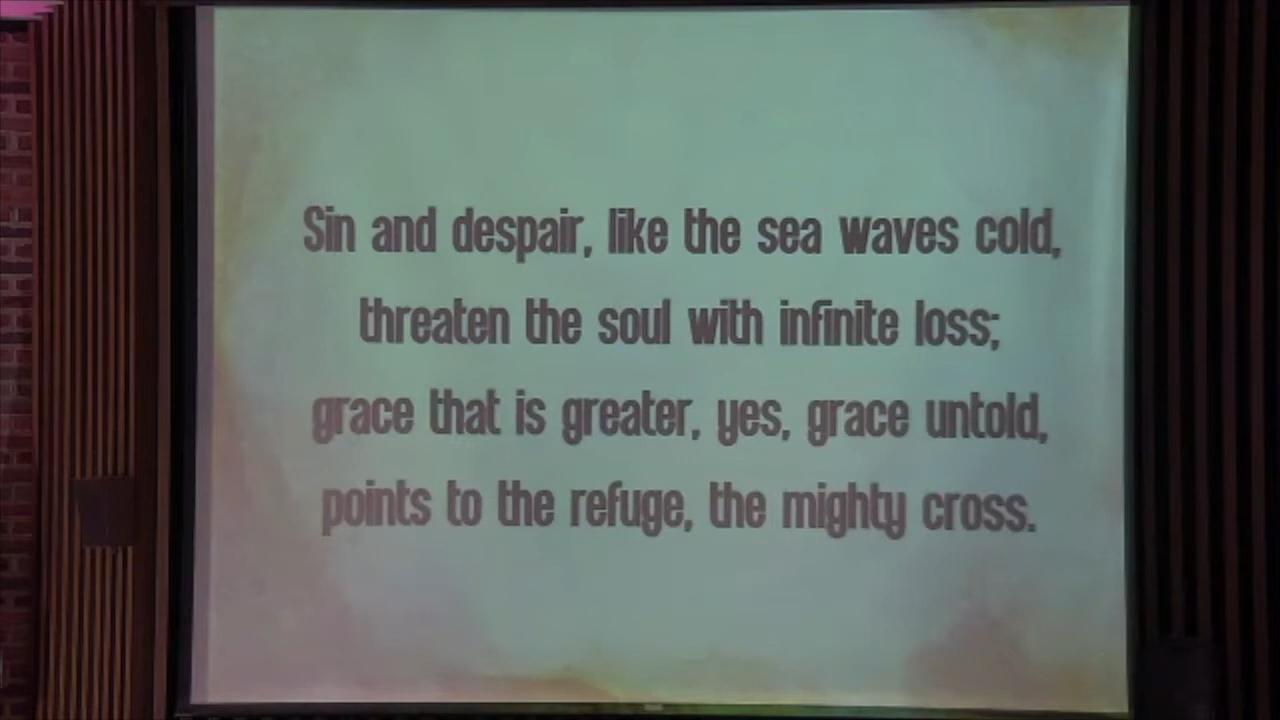 Sin and despair, like the sea waves cold,
threaten the soul with infinite loss;
grace that is greater, yes, grace untold,
points to the refuge, the mighty cross.